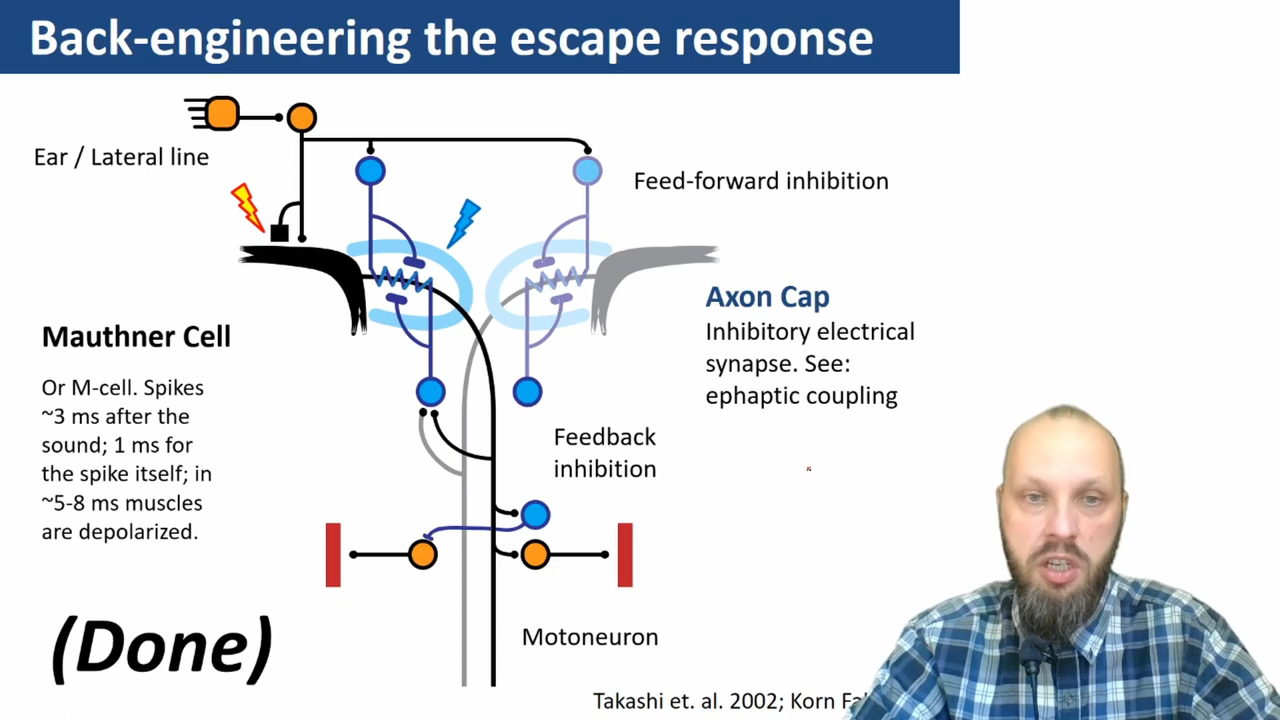 Back-engineering the escape response
Ear / Lateral line
Feed-forward inhibition
Mauthner Cell
Or M-cell. Spikes
~3 ms after the
sound; 1 ms for
the spike itself; in
~5-8 ms muscles
are depolarized.
Axon Cap
Inhibitory electrical
synapse. See:
ephaptic coupling
Feedback
inhibition
(Done)
Motoneuron
Takashi et. al. 2002; Korn